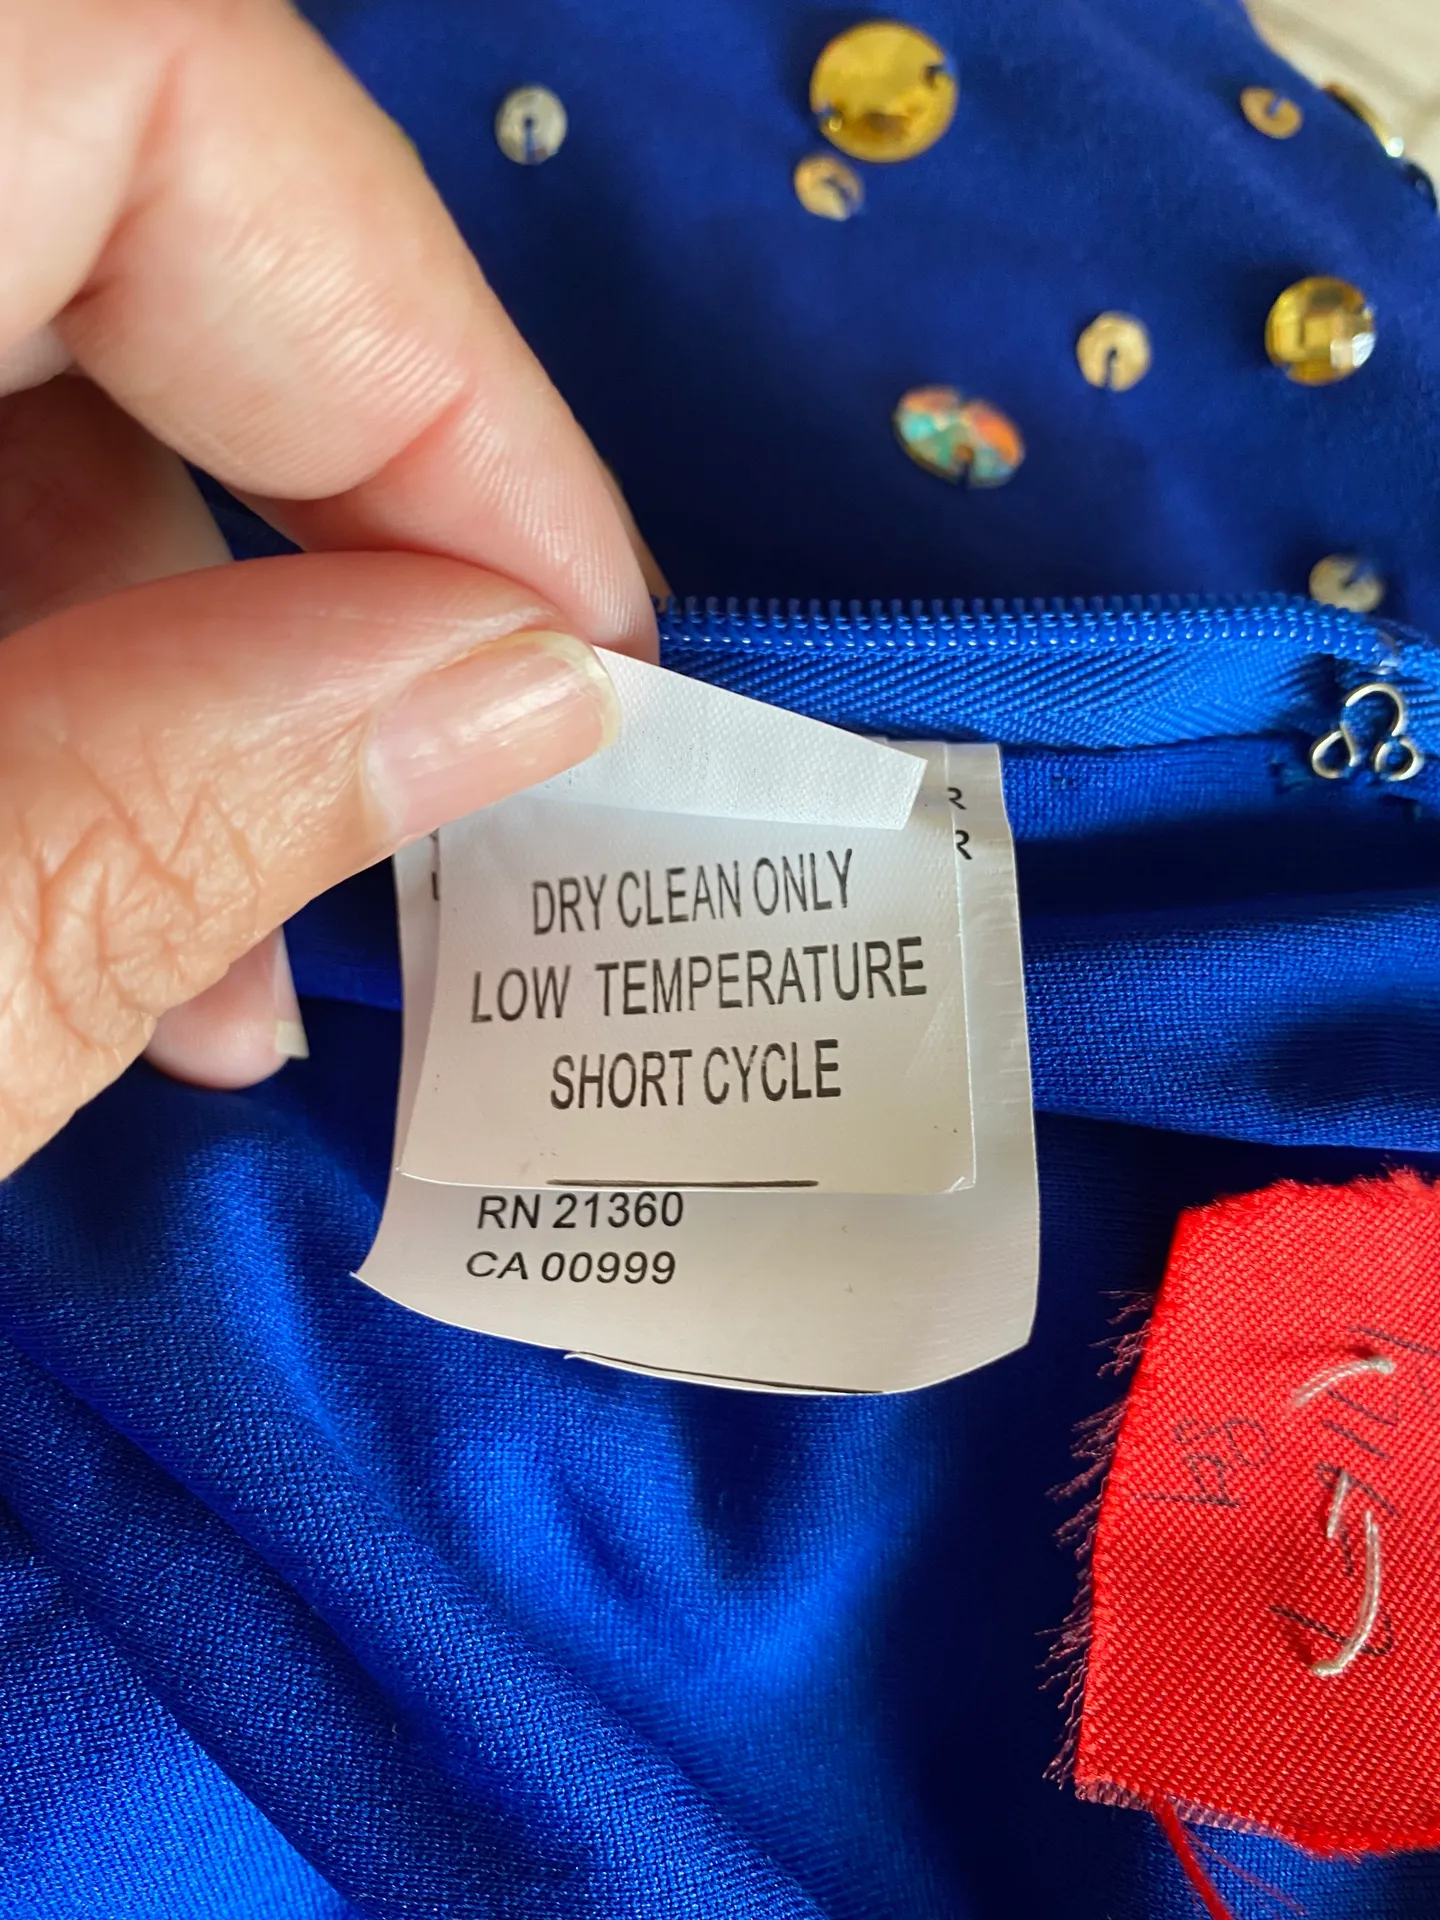 R
R
DRY CLEAN ONLY
LOW TEMPERATURE
SHORT CYCLE
RN 21360
CA 00999